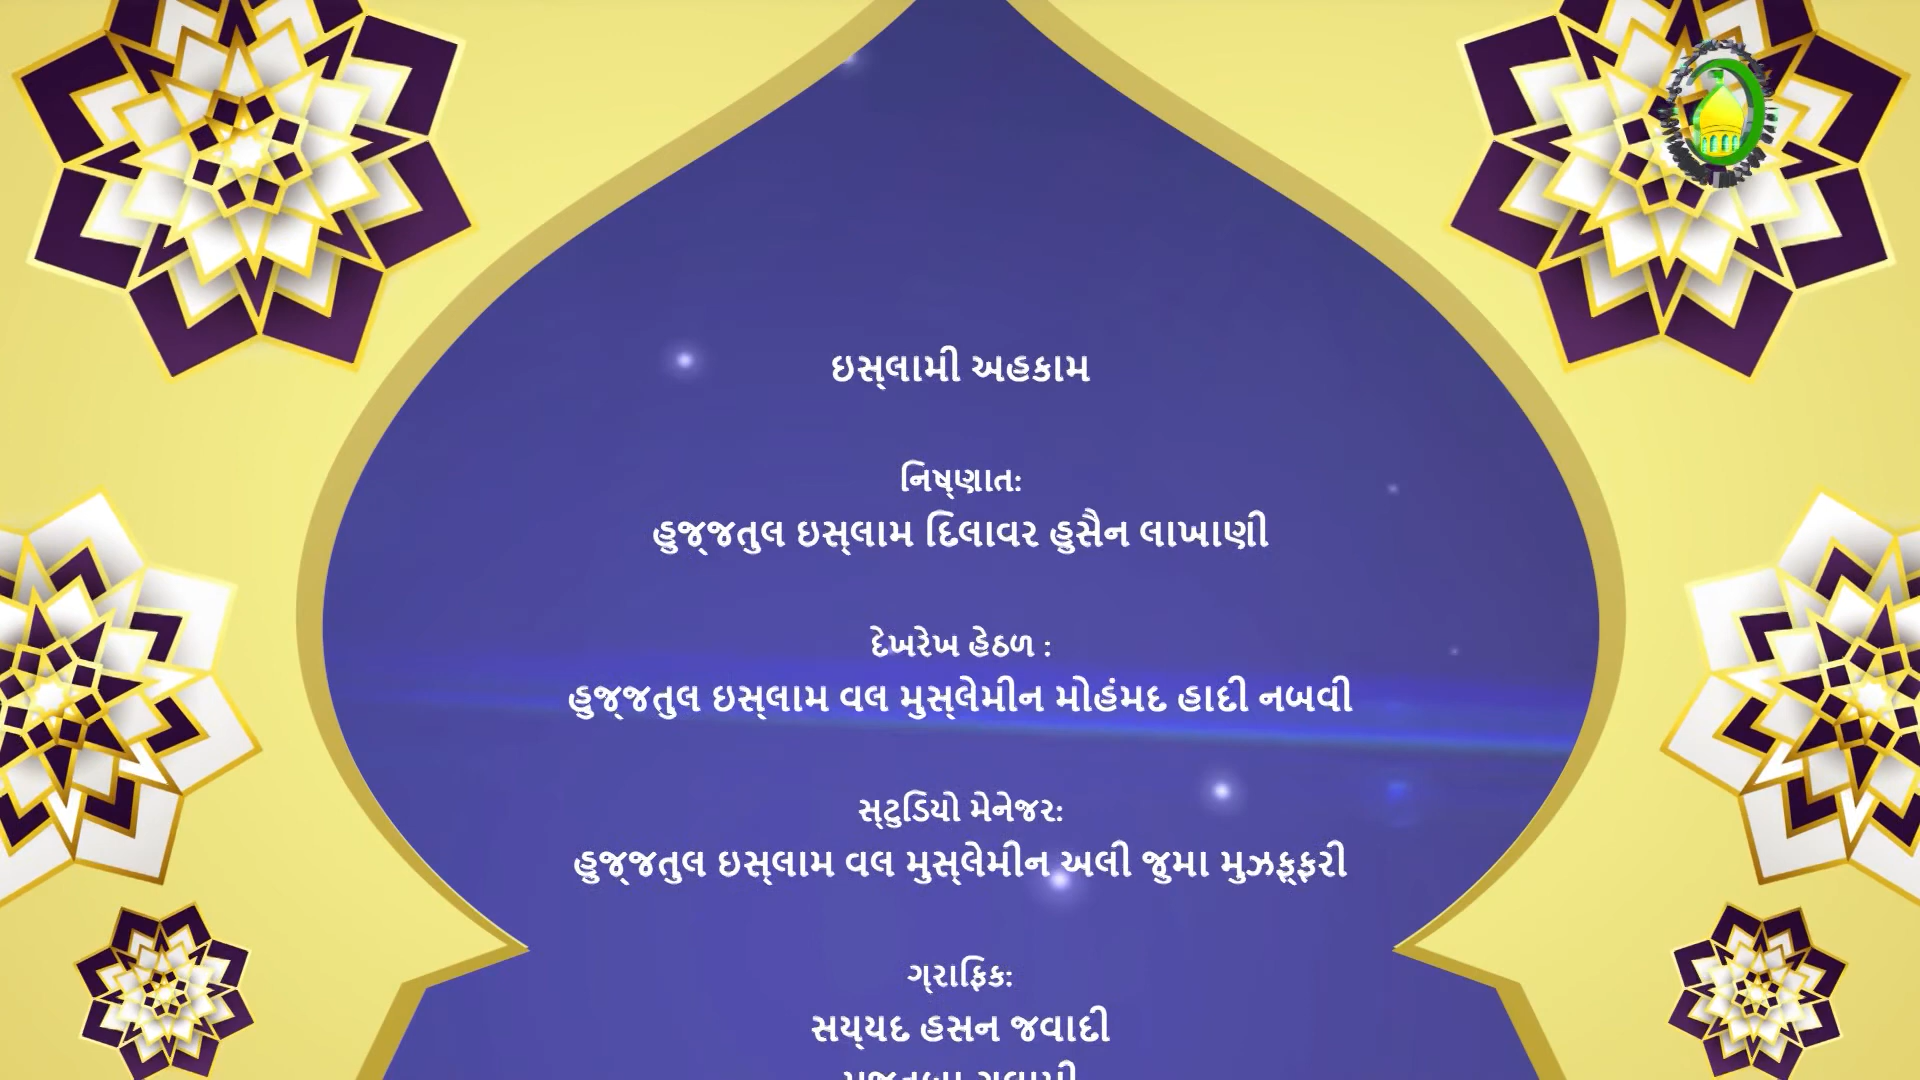 ઇસ્લામી અહકામ
નિષ્ણાત:
હુજ્જતુલ ઇસ્લામ દિલાવર હુસૈન લાખાણી
દેખરેખ હેઠળ :
હુજ્જતુલ ઇસ્લામ વલ મુસ્લેમીન મોહંમદ હાદી નબવી
સ્ટુડિયો મેનેજર:
હુજ્જતુલ ઇસ્લામ વલ મુસ્લેમીન અલી જુમા મુઝફ્ફરી
ગ્રાફિક:
સય્યદ હસન જવાદી